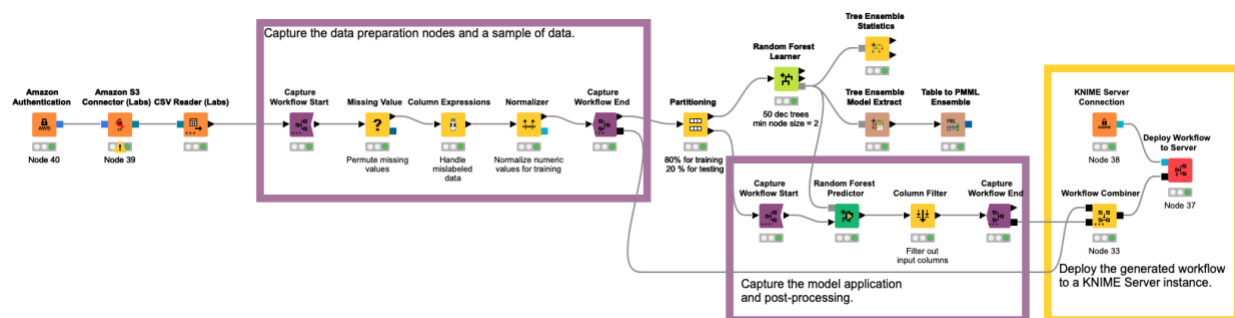 Capture the data preparation nodes and a sample of data.
Amazon
Authentication
AWS
Node 40
Amazon S3
Connector (Labs)
Node 39
CSV Reader (Labs)
Capture
Workflow Start
Missing Value
?
Permute missing
values
Column Expressions
Handle
mislabeled
data
Normalizer
Normalize numeric
values for training
Capture
Workflow End
Partitioning
80% for training
20 % for testing
Random Forest
Learner
50 dec trees
min node size = 2
Tree Ensemble
Statistics
Tree Ensemble
Model Extract
Table to PMML
Ensemble
Capture
Workflow Start
Random Forest
Predictor
Column Filter
Filter out
input columns
Capture
Workflow End
Capture the model application
and post-processing.
KNIME Server
Connection
Node 38
Deploy Workflow
to Server
Node 37
Workflow Combiner
Node 33
Deploy the generated workflow
to a KNIME Server instance.